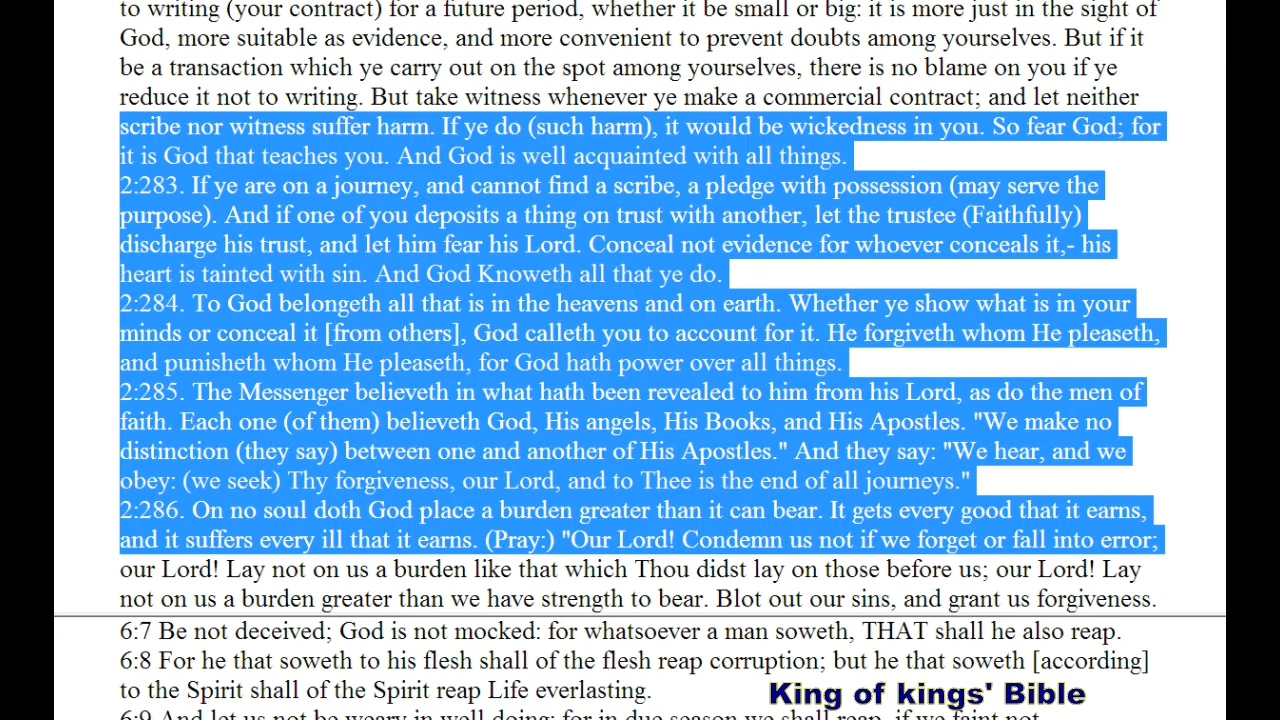 to writing (your contract) for a future period, whether it be small or big: it is more just in the sight of
God, more suitable as evidence, and more convenient to prevent doubts among yourselves. But if it
be a transaction which ye carry out on the spot among yourselves, there is no blame on you if ye
reduce it not to writing. But take witness whenever ye make a commercial contract; and let neither
scribe nor witness suffer harm. If ye do (such harm), it would be wickedness in you. So fear God; for
it is God that teaches you. And God is well acquainted with all things.
2:283. If ye are on a journey, and cannot find a scribe, a pledge with possession (may serve the
purpose). And if one of you deposits a thing on trust with another, let the trustee (Faithfully)
discharge his trust, and let him fear his Lord. Conceal not evidence for whoever conceals it,- his
heart is tainted with sin. And God Knoweth all that ye do.
2:284. To God belongeth all that is in the heavens and on earth. Whether ye show what is in your
minds or conceal it [from others], God calleth you to account for it. He forgiveth whom He pleaseth,
and punisheth whom He pleaseth, for God hath power over all things.
2:285. The Messenger believeth in what hath been revealed to him from his Lord, as do the men of
faith. Each one (of them) believeth God, His angels, His Books, and His Apostles. "We make no
distinction (they say) between one and another of His Apostles." And they say: "We hear, and we
obey: (we seek) Thy forgiveness, our Lord, and to Thee is the end of all journeys."
2:286. On no soul doth God place a burden greater than it can bear. It gets every good that it earns,
and it suffers every ill that it earns. (Pray:) "Our Lord! Condemn us not if we forget or fall into error;
our Lord! Lay not on us a burden like that which Thou didst lay on those before us; our Lord! Lay
not on us a burden greater than we have strength to bear. Blot out our sins, and grant us forgiveness.
6:7 Be not deceived; God is not mocked: for whatsoever a man soweth, THAT shall he also reap.
6:8 For he that soweth to his flesh shall of the flesh reap corruption; but he that soweth [according]
to the Spirit shall of the Spirit reap Life everlasting.
King of kings' Bible
6:9 And let us not be weary in well doing: for in due season we shall reap, if we faint not.